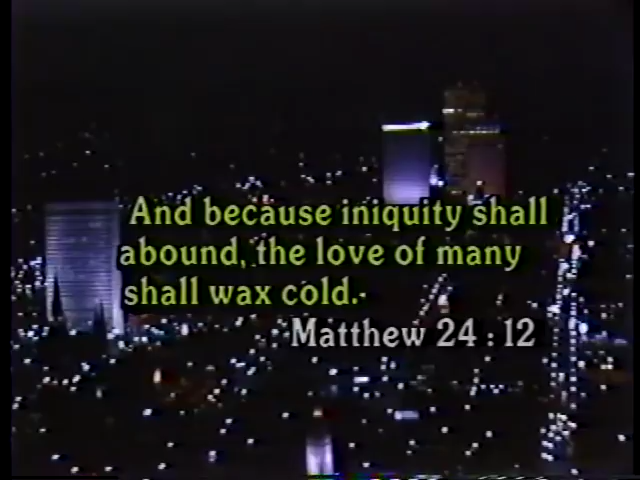 And because iniquity shall
abound, the love of many
shall wax cold.
Matthew 24 : 12